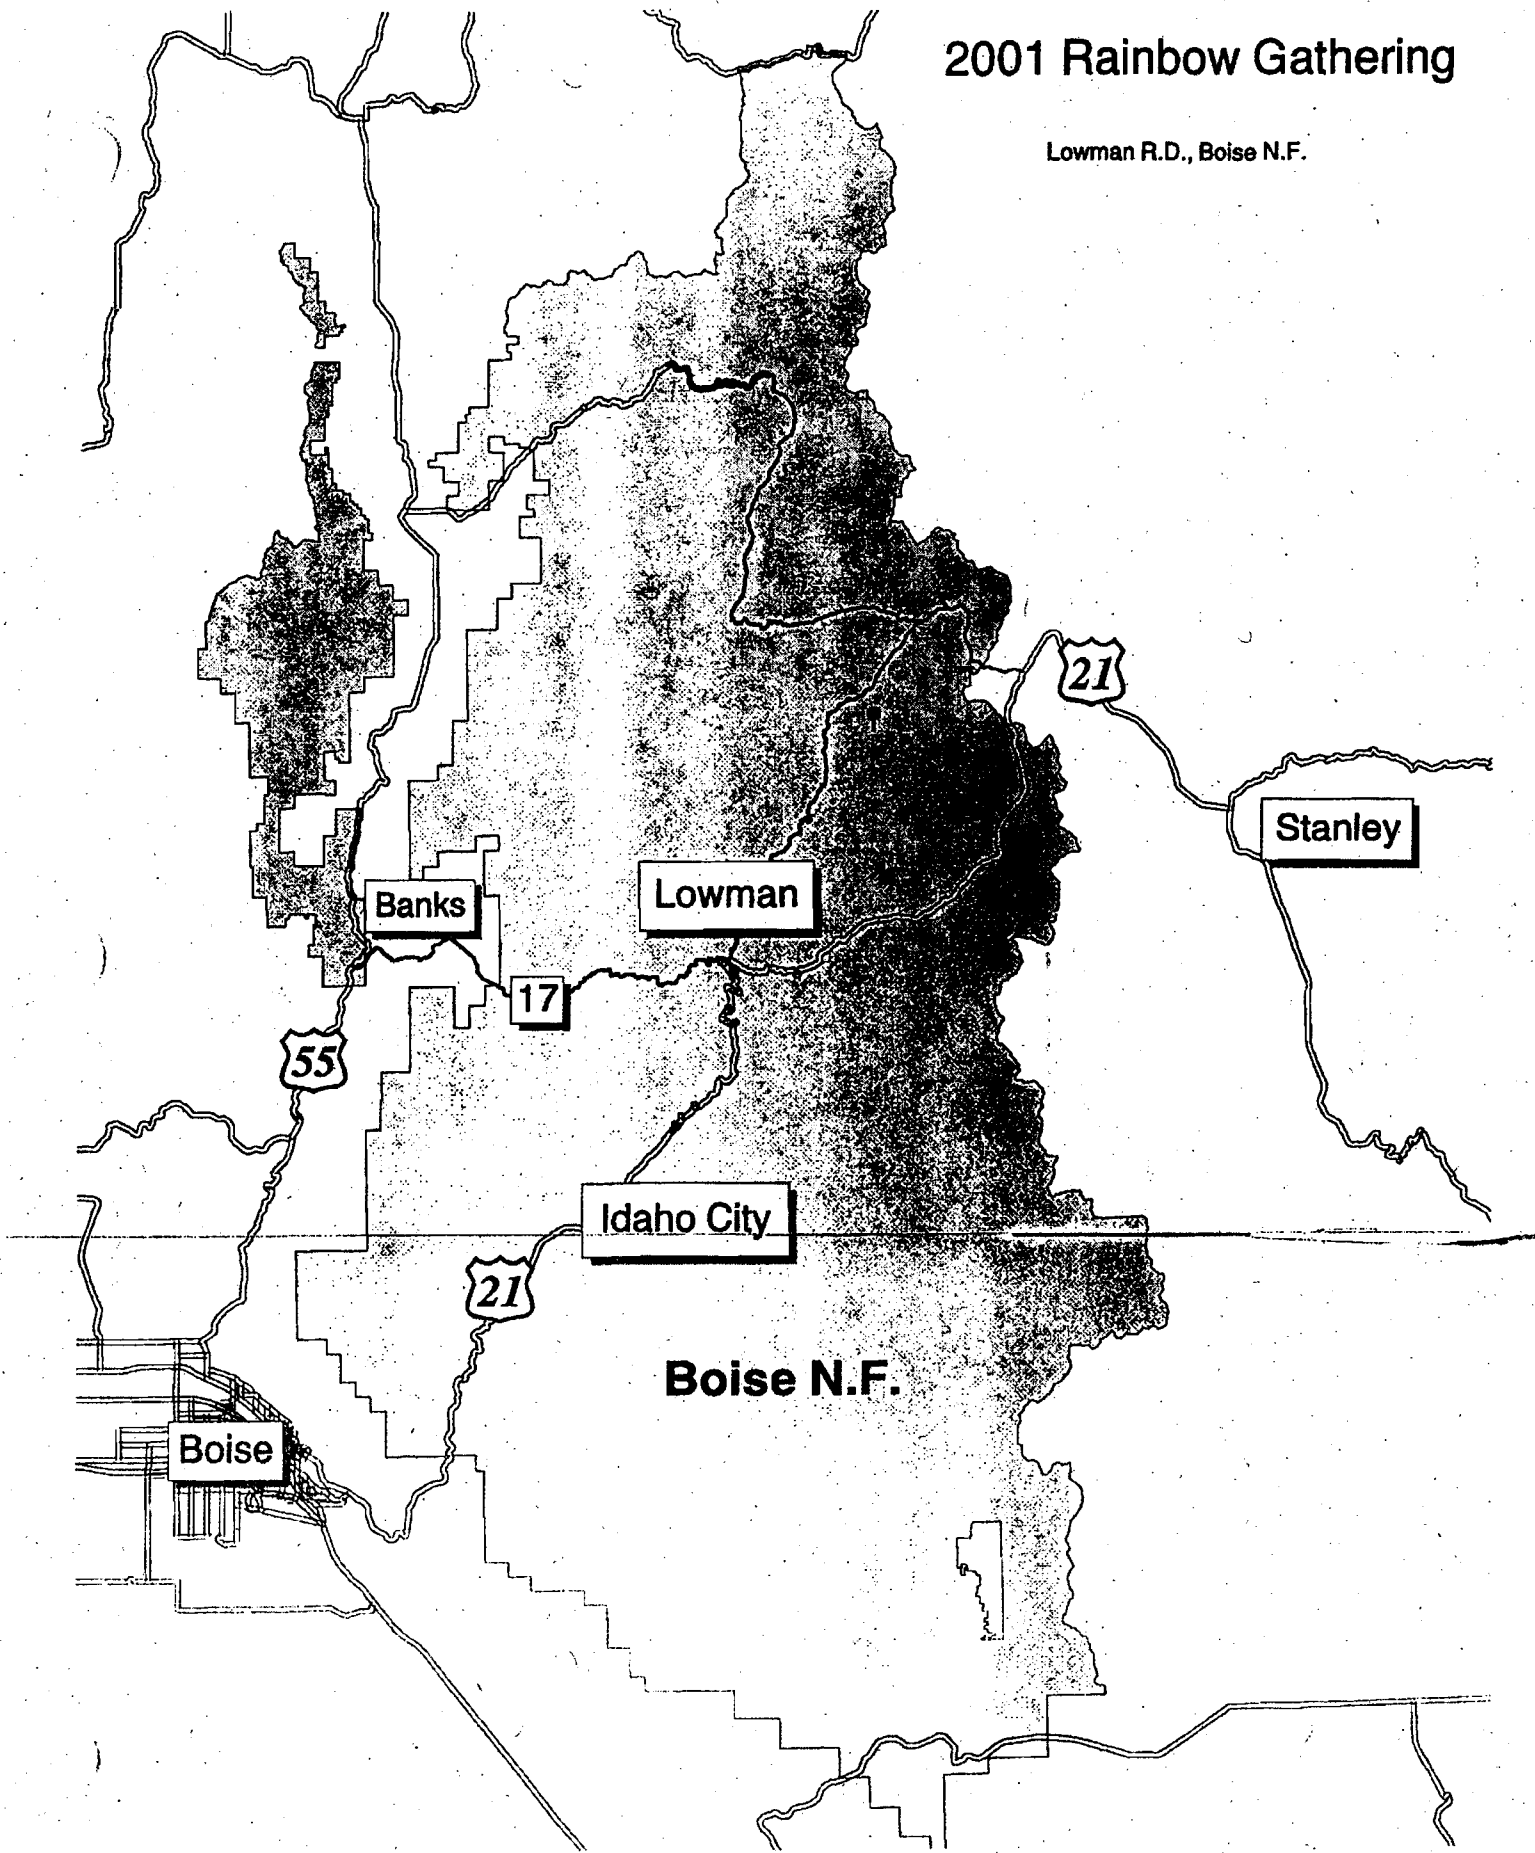 2001 Rainbow Gathering
Lowman R.D., Boise N.F.
21
Stanley
Lowman
Banks
17
55
Idaho City
21
Boise N.F.
Boise